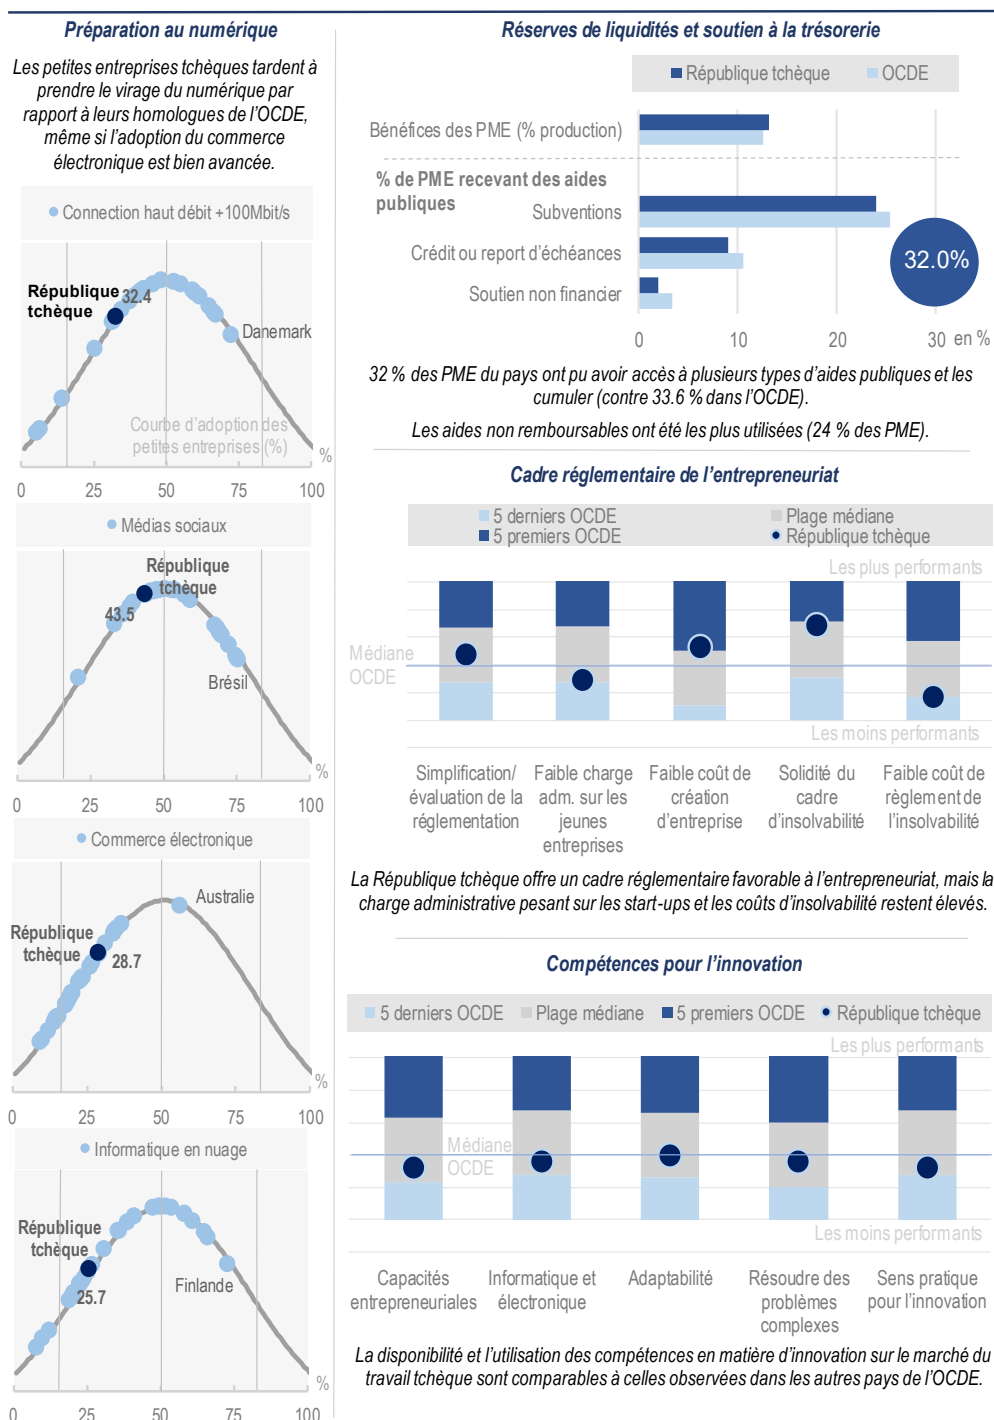 Préparation au numérique
Les petites entreprises tchèques tardent à
prendre le virage du numérique par
rapport à leurs homologues de l'OCDE,
même si l'adoption du commerce
électronique est bien avancée.
Connection haut débit +100Mbit/s
République
tchèque
32.4
Danemark
Courbe d'adoption des
petites entreprises (%)
%
0 25 50 75 100
Médias sociaux
République
tchèque
43.5
Brésil
%
0 25 50 75 100
Commerce électronique
Australie
République
tchèque
28.7
%
0 25 50 75 100
Informatique en nuage
République
tchèque
25.7
Finlande
%
0 25 50 75 100
Réserves de liquidités et soutien à la trésorerie
République tchèque OCDE
Bénéfices des PME (% production)
% de PME recevant des aides
publiques
Subventions
Crédit ou report d'échéances
32.0%
Soutien non financier
0 10 20 30 en %
32 % des PME du pays ont pu avoir accès à plusieurs types d'aides publiques et les
cumuler (contre 33.6 % dans l'OCDE).
Les aides non remboursables ont été les plus utilisées (24 % des PME).
Cadre réglementaire de l'entrepreneuriat
5 derniers OCDE Plage médiane
5 premiers OCDE République tchèque
Les plus performants
Médiane
OCDE
Les moins performants
Simplification/
évaluation de la
réglementation
Faible charge
adm. sur les
jeunes
entreprises
Faible coût de
création
d'entreprise
Solidité du
cadre
d'insolvabilité
Faible coût de
règlement de
l'insolvabilité
La République tchèque offre un cadre réglementaire favorable à l'entrepreneuriat, mais la
charge administrative pesant sur les start-ups et les coûts d'insolvabilité restent élevés.
Compétences pour l'innovation
5 derniers OCDE Plage médiane 5 premiers OCDE République tchèque
Les plus performants
Médiane
OCDE
Les moins performants
Capacités
entrepreneuriales
Informatique et
électronique
Adaptabilité
Résoudre des
problèmes
complexes
Sens pratique
pour l'innovation
La disponibilité et l'utilisation des compétences en matière d'innovation sur le marché du
travail tchèque sont comparables à celles observées dans les autres pays de l'OCDE.